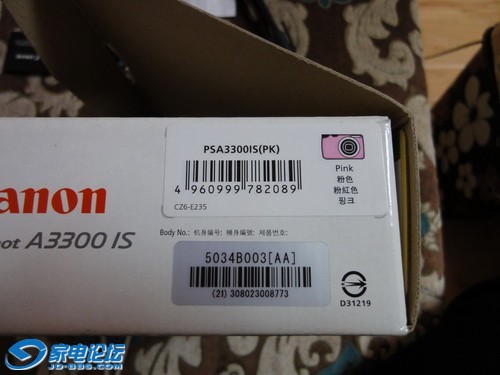 PSA3300IS(PK)
4 960999 782089
CZ6-E235
Pink
粉色
粉紅色
핑크
anon
ot A3300 IS
Body No.: 机身编号: 機身編號: 제품번호:
5034B003[AA]
(21) 308023008773
D31219
家电论坛
JD-BBS.COM